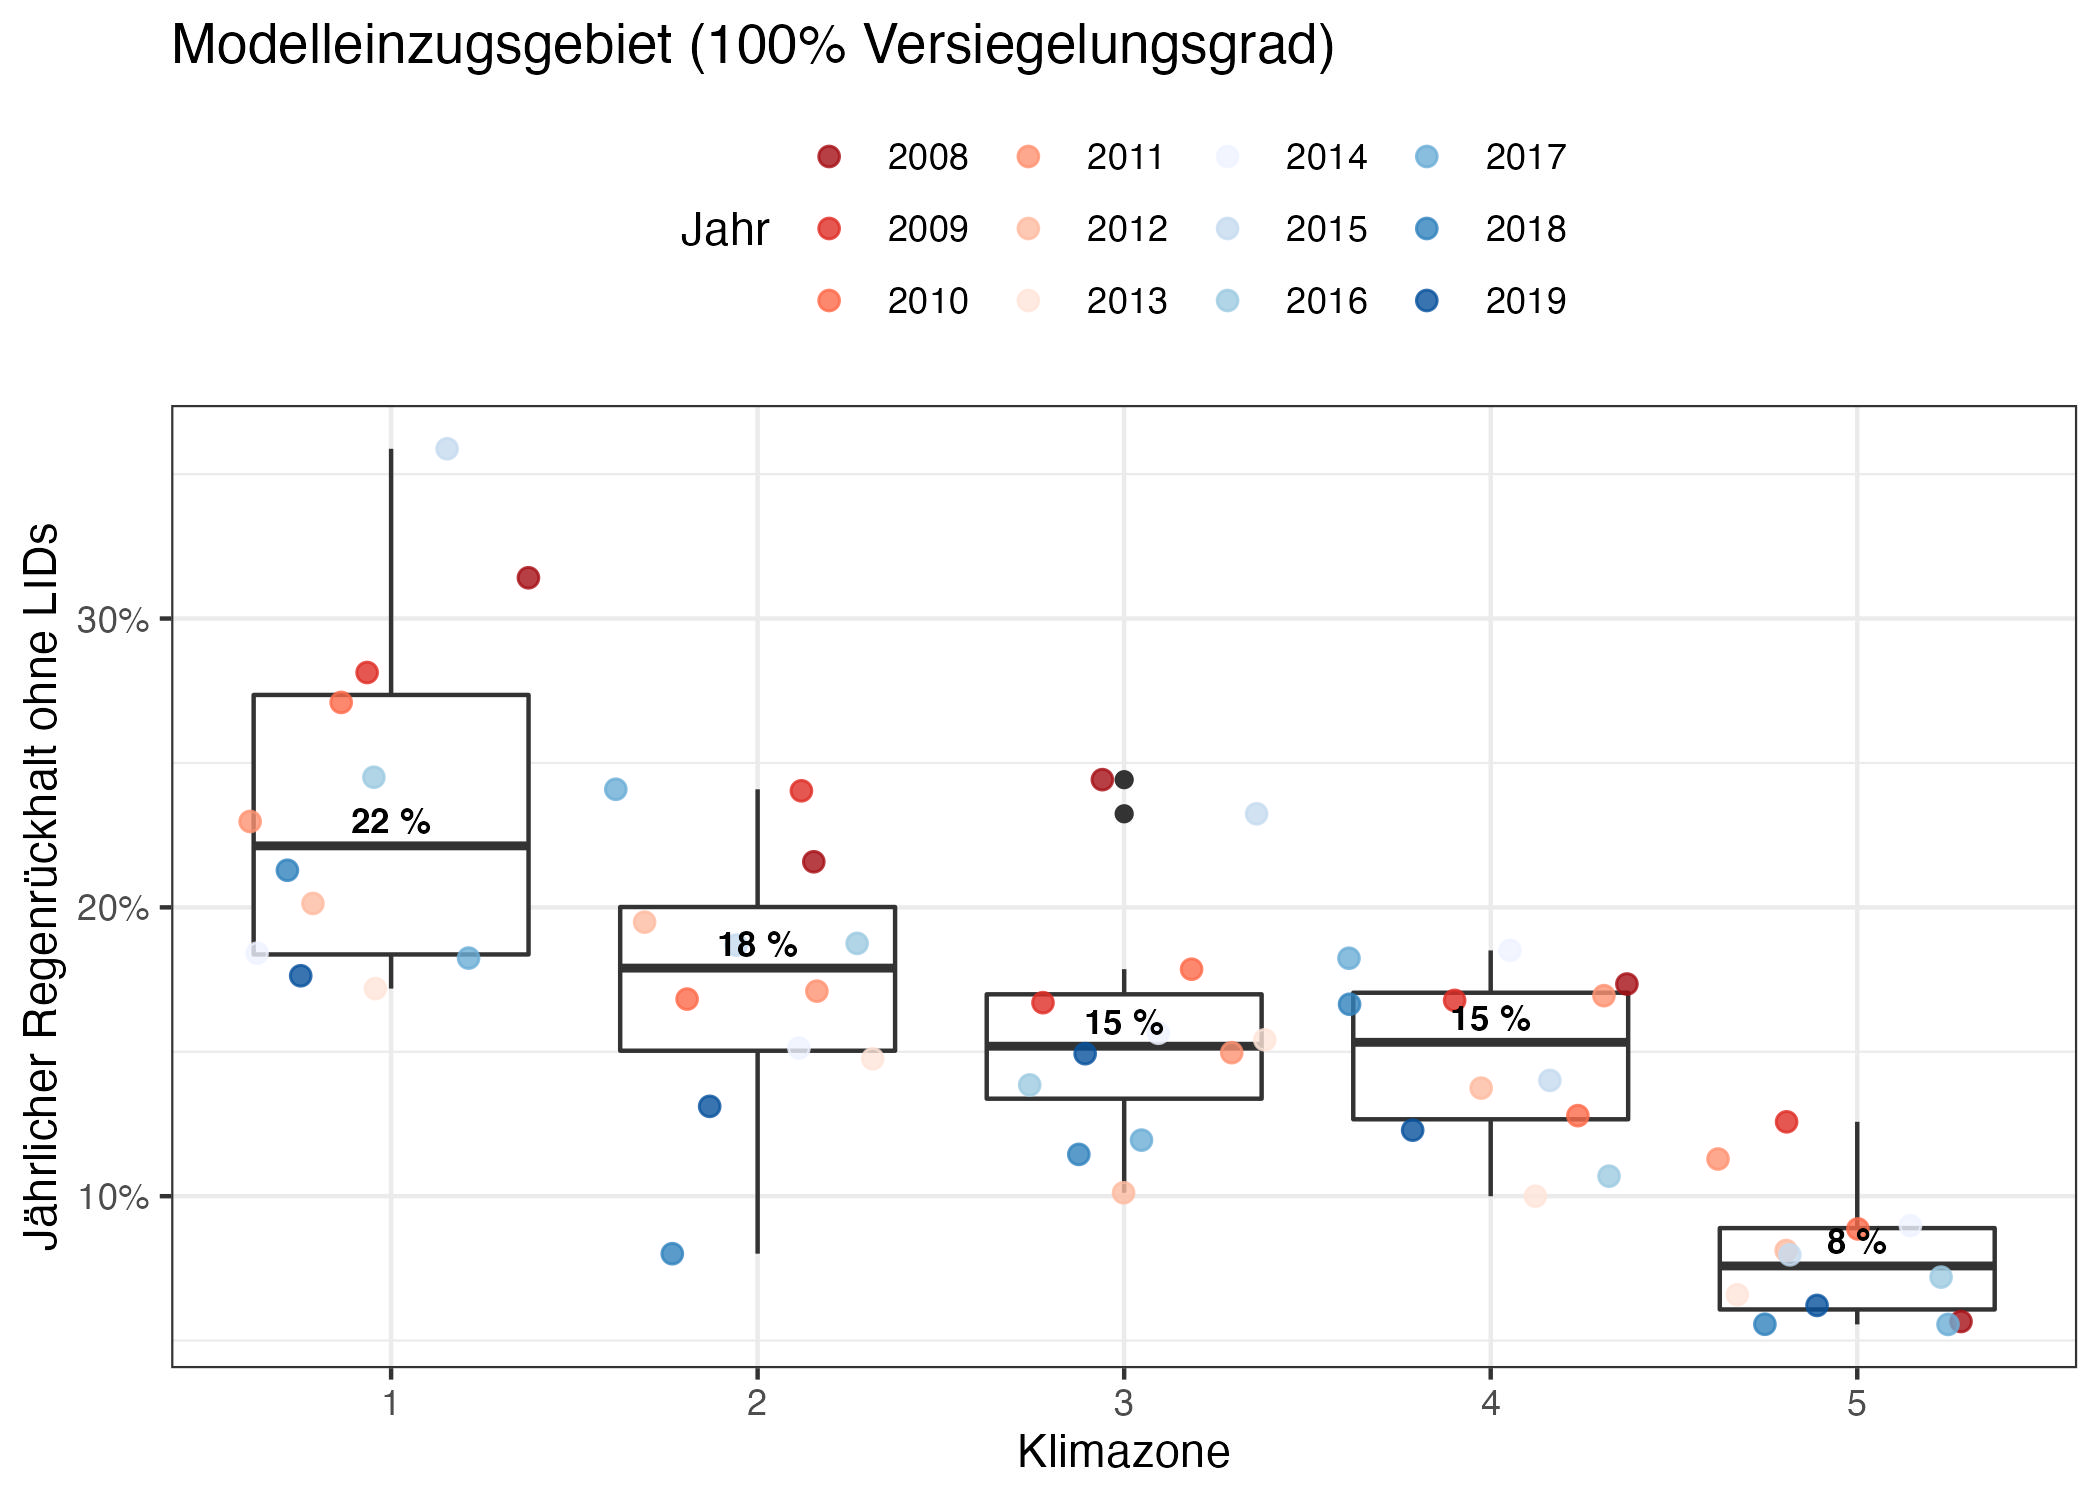 Modelleinzugsgebiet (100% Versiegelungsgrad)
2008 2011 2014 2017
Jahr 2009 2012 2015 2018
2010 2013 2016 2019
Jährlicher Regenrückhalt ohne LIDs
30%
20%
10%
22 %
18 %
15 %
15 %
8 %
1 2 3 4 5
Klimazone